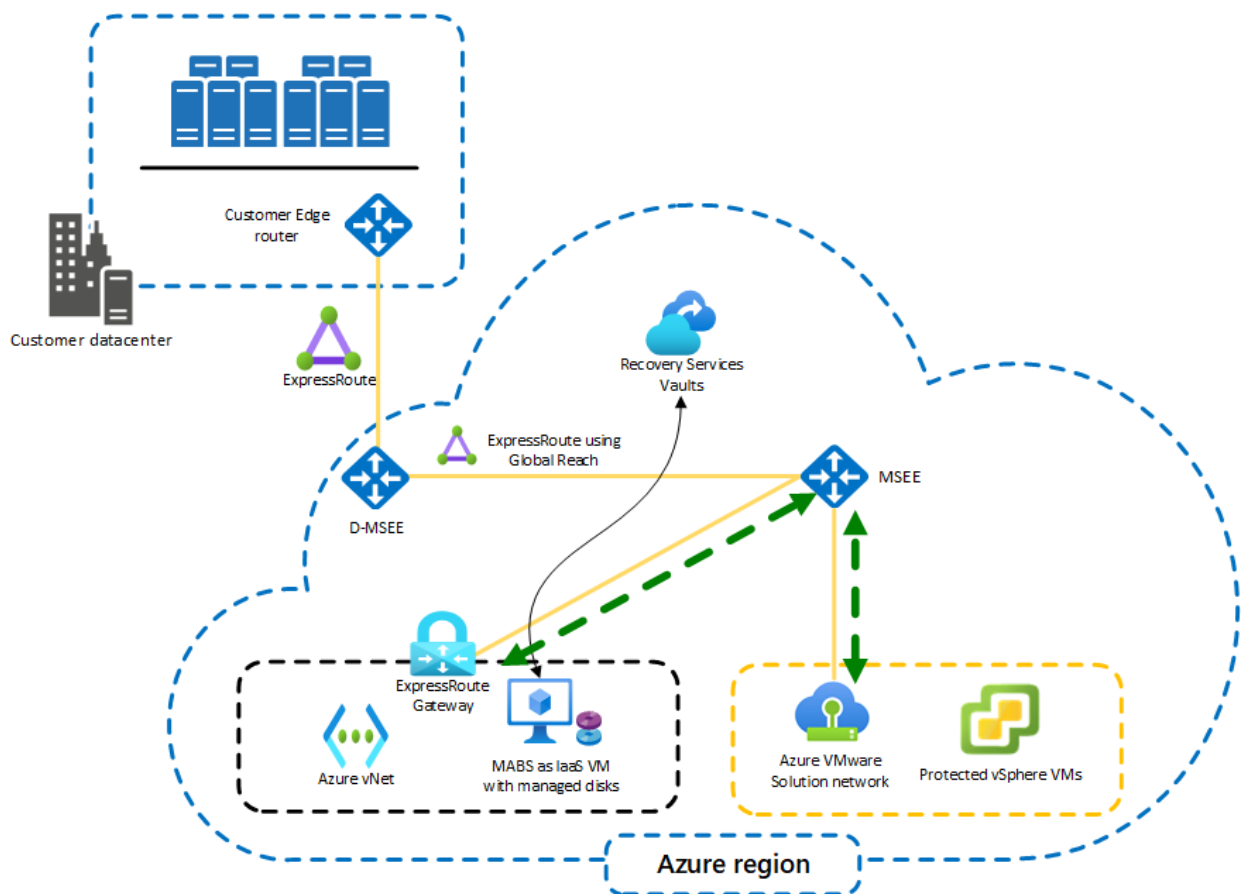 Customer Edge
router
Customer datacenter
ExpressRoute
Recovery Services
Vaults
ExpressRoute using
Global Reach
MSEE
D-MSEE
ExpressRoute
Gateway
Azure vNet
MABS as IaaS VM
with managed disks
Azure VMware
Solution network
Protected vSphere VMs
Azure region